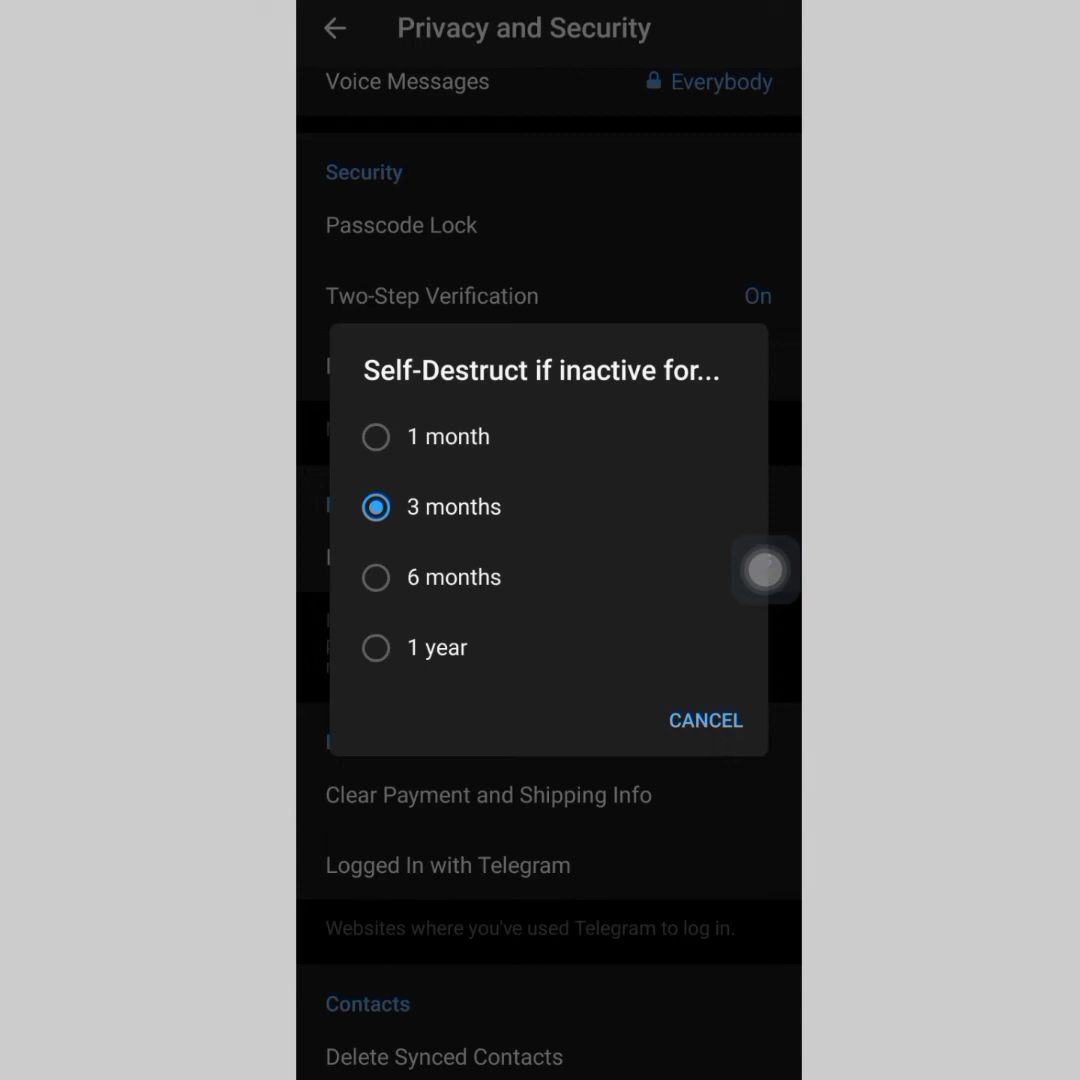 Privacy and Security
Voice Messages Everybody
Security
Passcode Lock
Two-Step Verification On
Self-Destruct if inactive for...
1 month
3 months
6 months
1 year
CANCEL
Clear Payment and Shipping Info
Logged In with Telegram
Websites where you've used Telegram to log in.
Contacts
Delete Synced Contacts